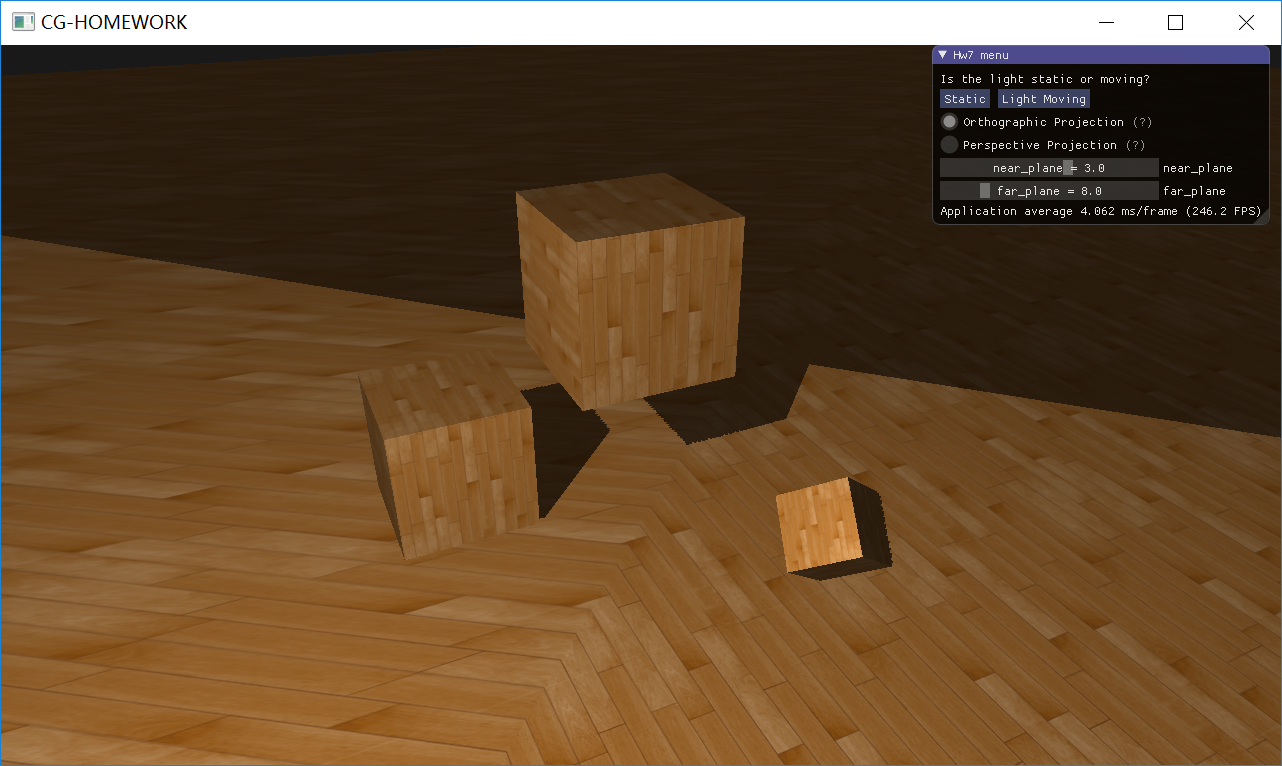 CG-HOMEWORK
Hw7 menu
Is the light static or moving?
Static Light Moving
Orthographic Projection (?)
Perspective Projection (?)
near_plane = 3.0 near_plane
far_plane = 8.0 far_plane
Application average 4.062 ms/frame (246.2 FPS)